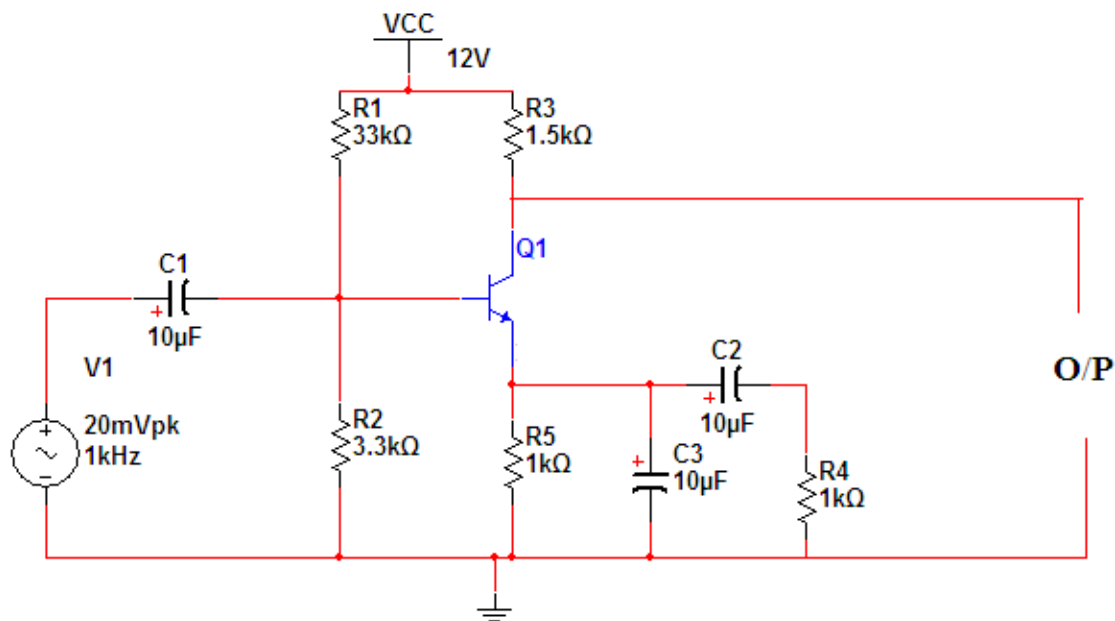 VCC
12V
R1
33kΩ
R3
1.5kΩ
Q1
C1
+
10µF
V1
20mVpk
1kHz
R2
3.3kΩ
R5
1kΩ
C2
+
10µF
+
C3
10µF
R4
1kΩ
O/P